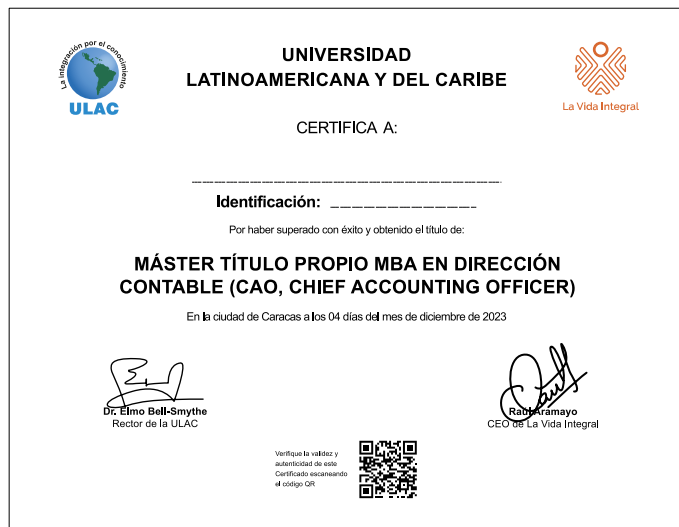 La integración por el conocimiento
ULAC
UNIVERSIDAD
LATINOAMERICANA Y DEL CARIBE
La Vida Integral
CERTIFICA A:
Identificación:
Por haber superado con éxito y obtenido el título de:
MÁSTER TÍTULO PROPIO MBA EN DIRECCIÓN
CONTABLE (CAO, CHIEF ACCOUNTING OFFICER)
En la ciudad de Caracas a los 04 días del mes de diciembre de 2023
Dr. Elmo Bell-Smythe
Rector de la ULAC
Raúl Aramayo
CEO de La Vida Integral
Verifique la validez y
autenticidad de este
Certificado escaneando
el código QR